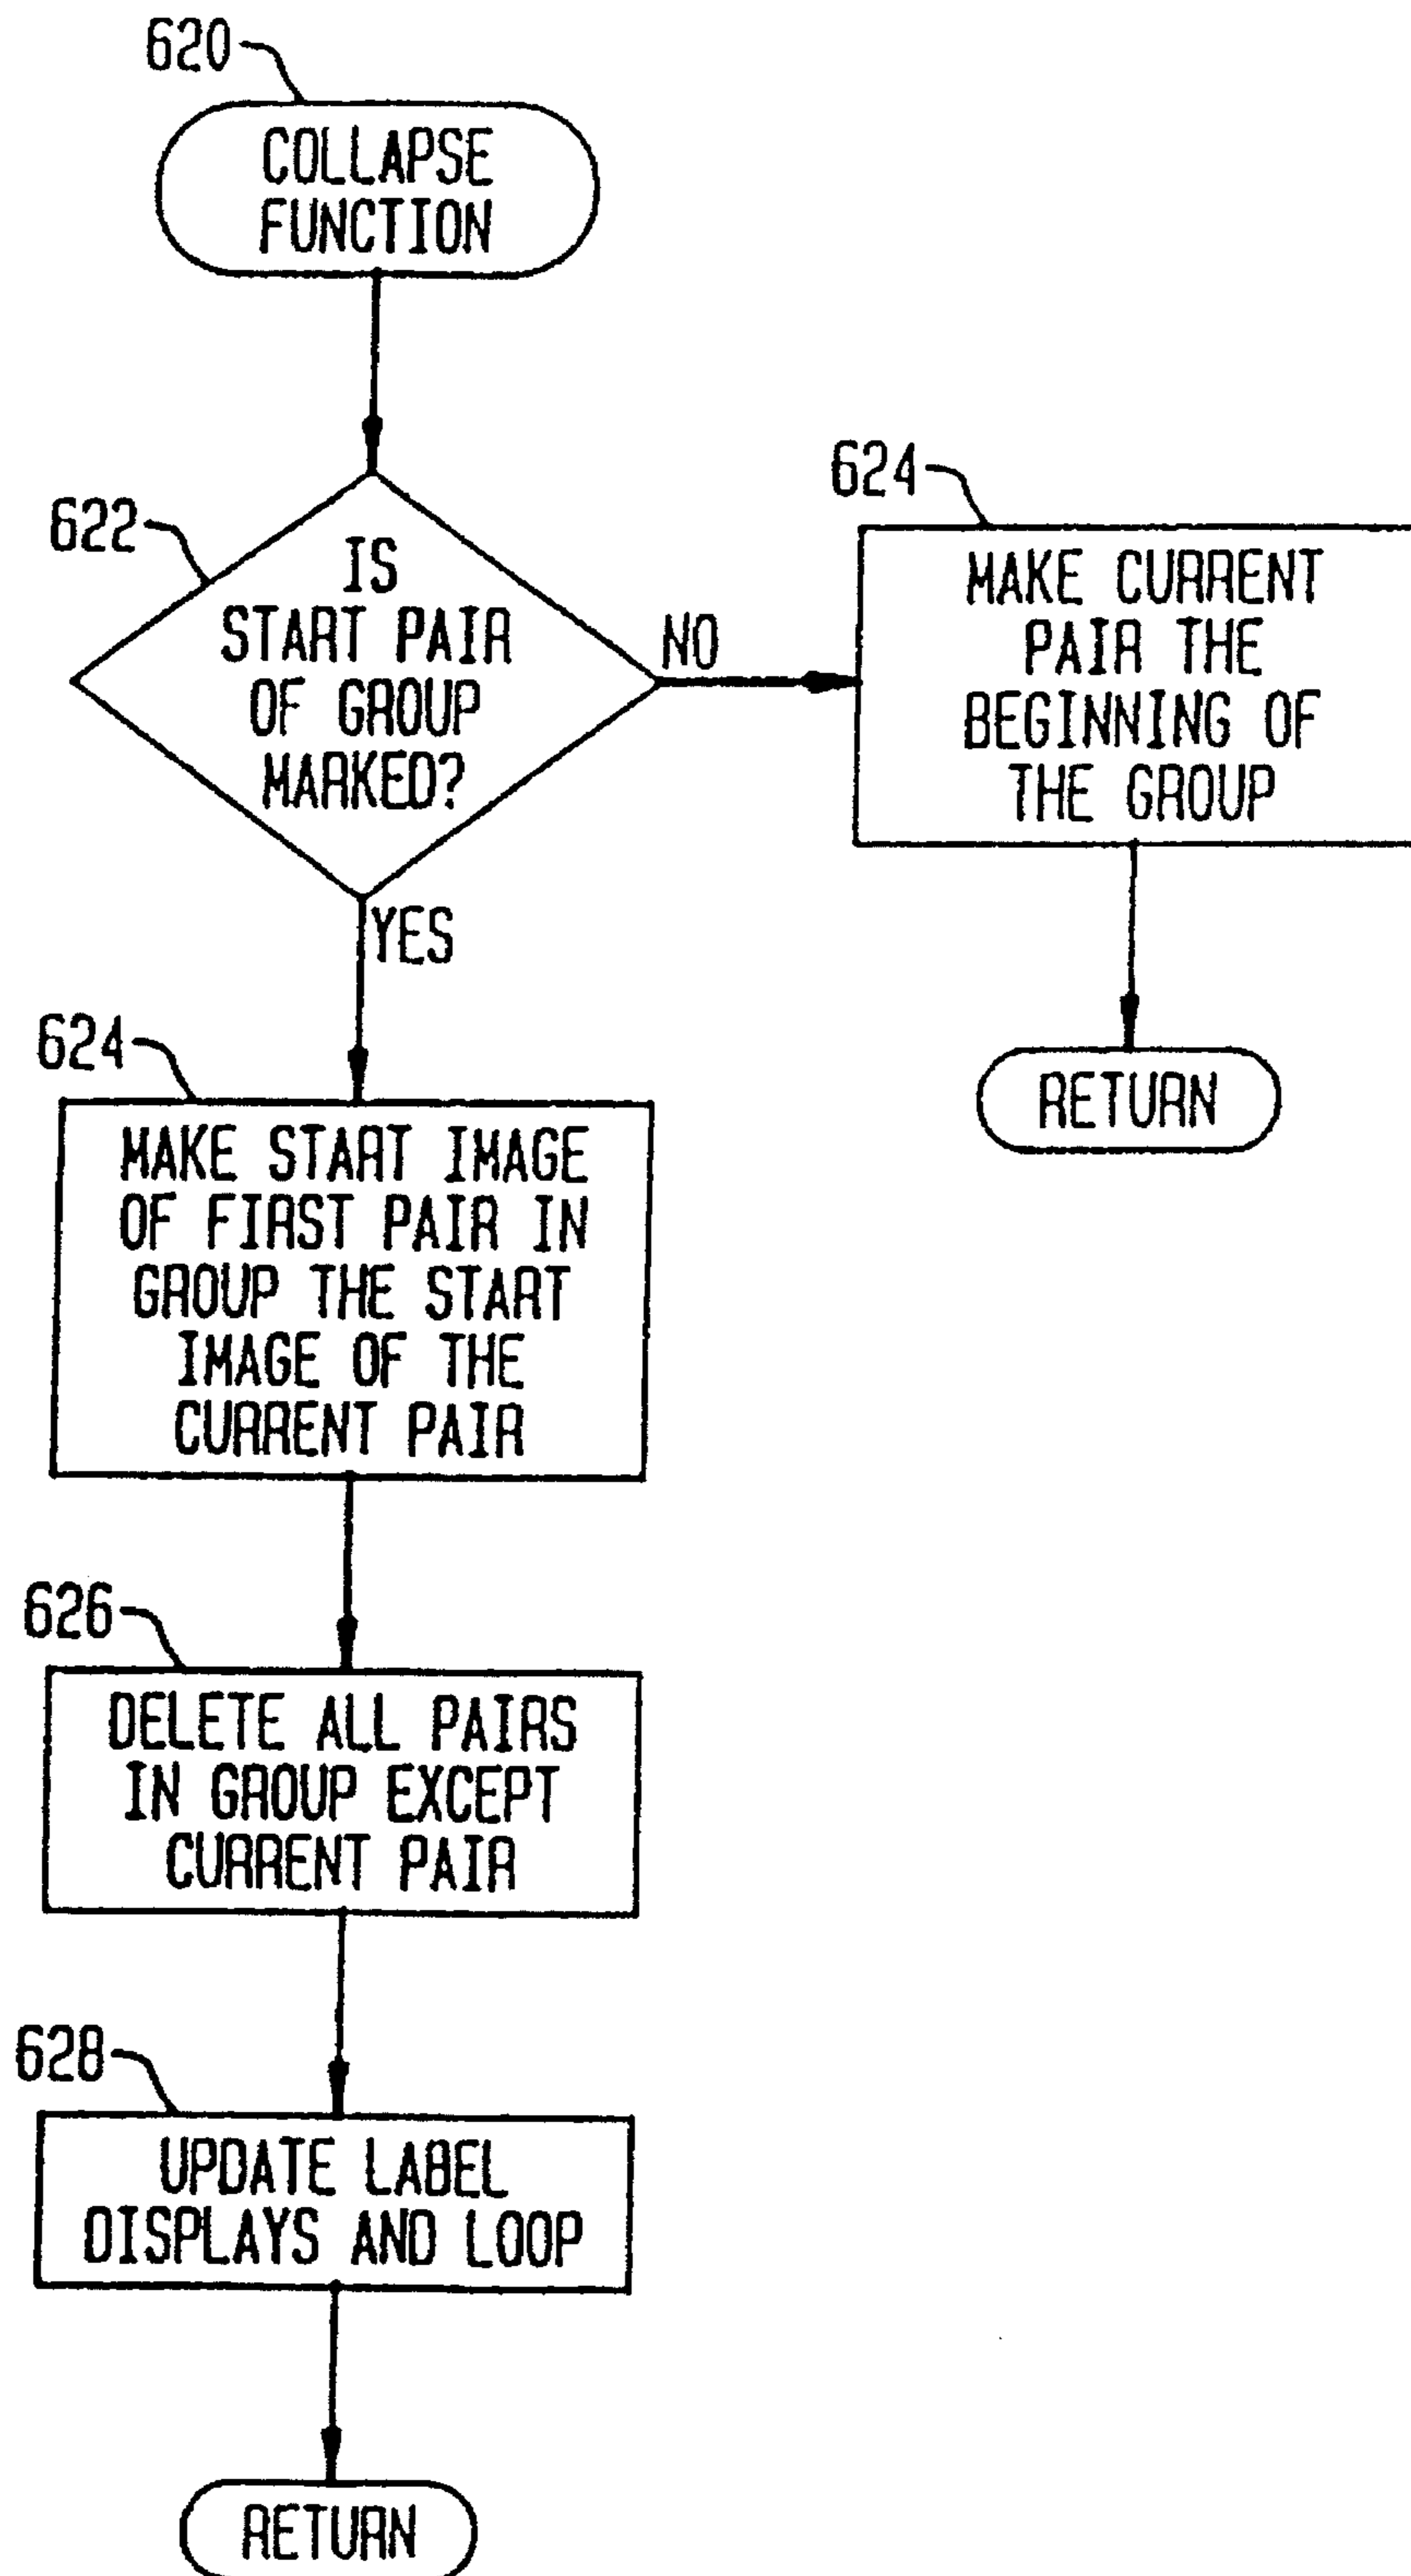 620
COLLAPSE
FUNCTION
622
IS
START PAIR
OF GROUP
MARKED?
NO
624
MAKE CURRENT
PAIR THE
BEGINNING OF
THE GROUP
RETURN
YES
624
MAKE START IMAGE
OF FIRST PAIR IN
GROUP THE START
IMAGE OF THE
CURRENT PAIR
626
DELETE ALL PAIRS
IN GROUP EXCEPT
CURRENT PAIR
628
UPDATE LABEL
DISPLAYS AND LOOP
RETURN